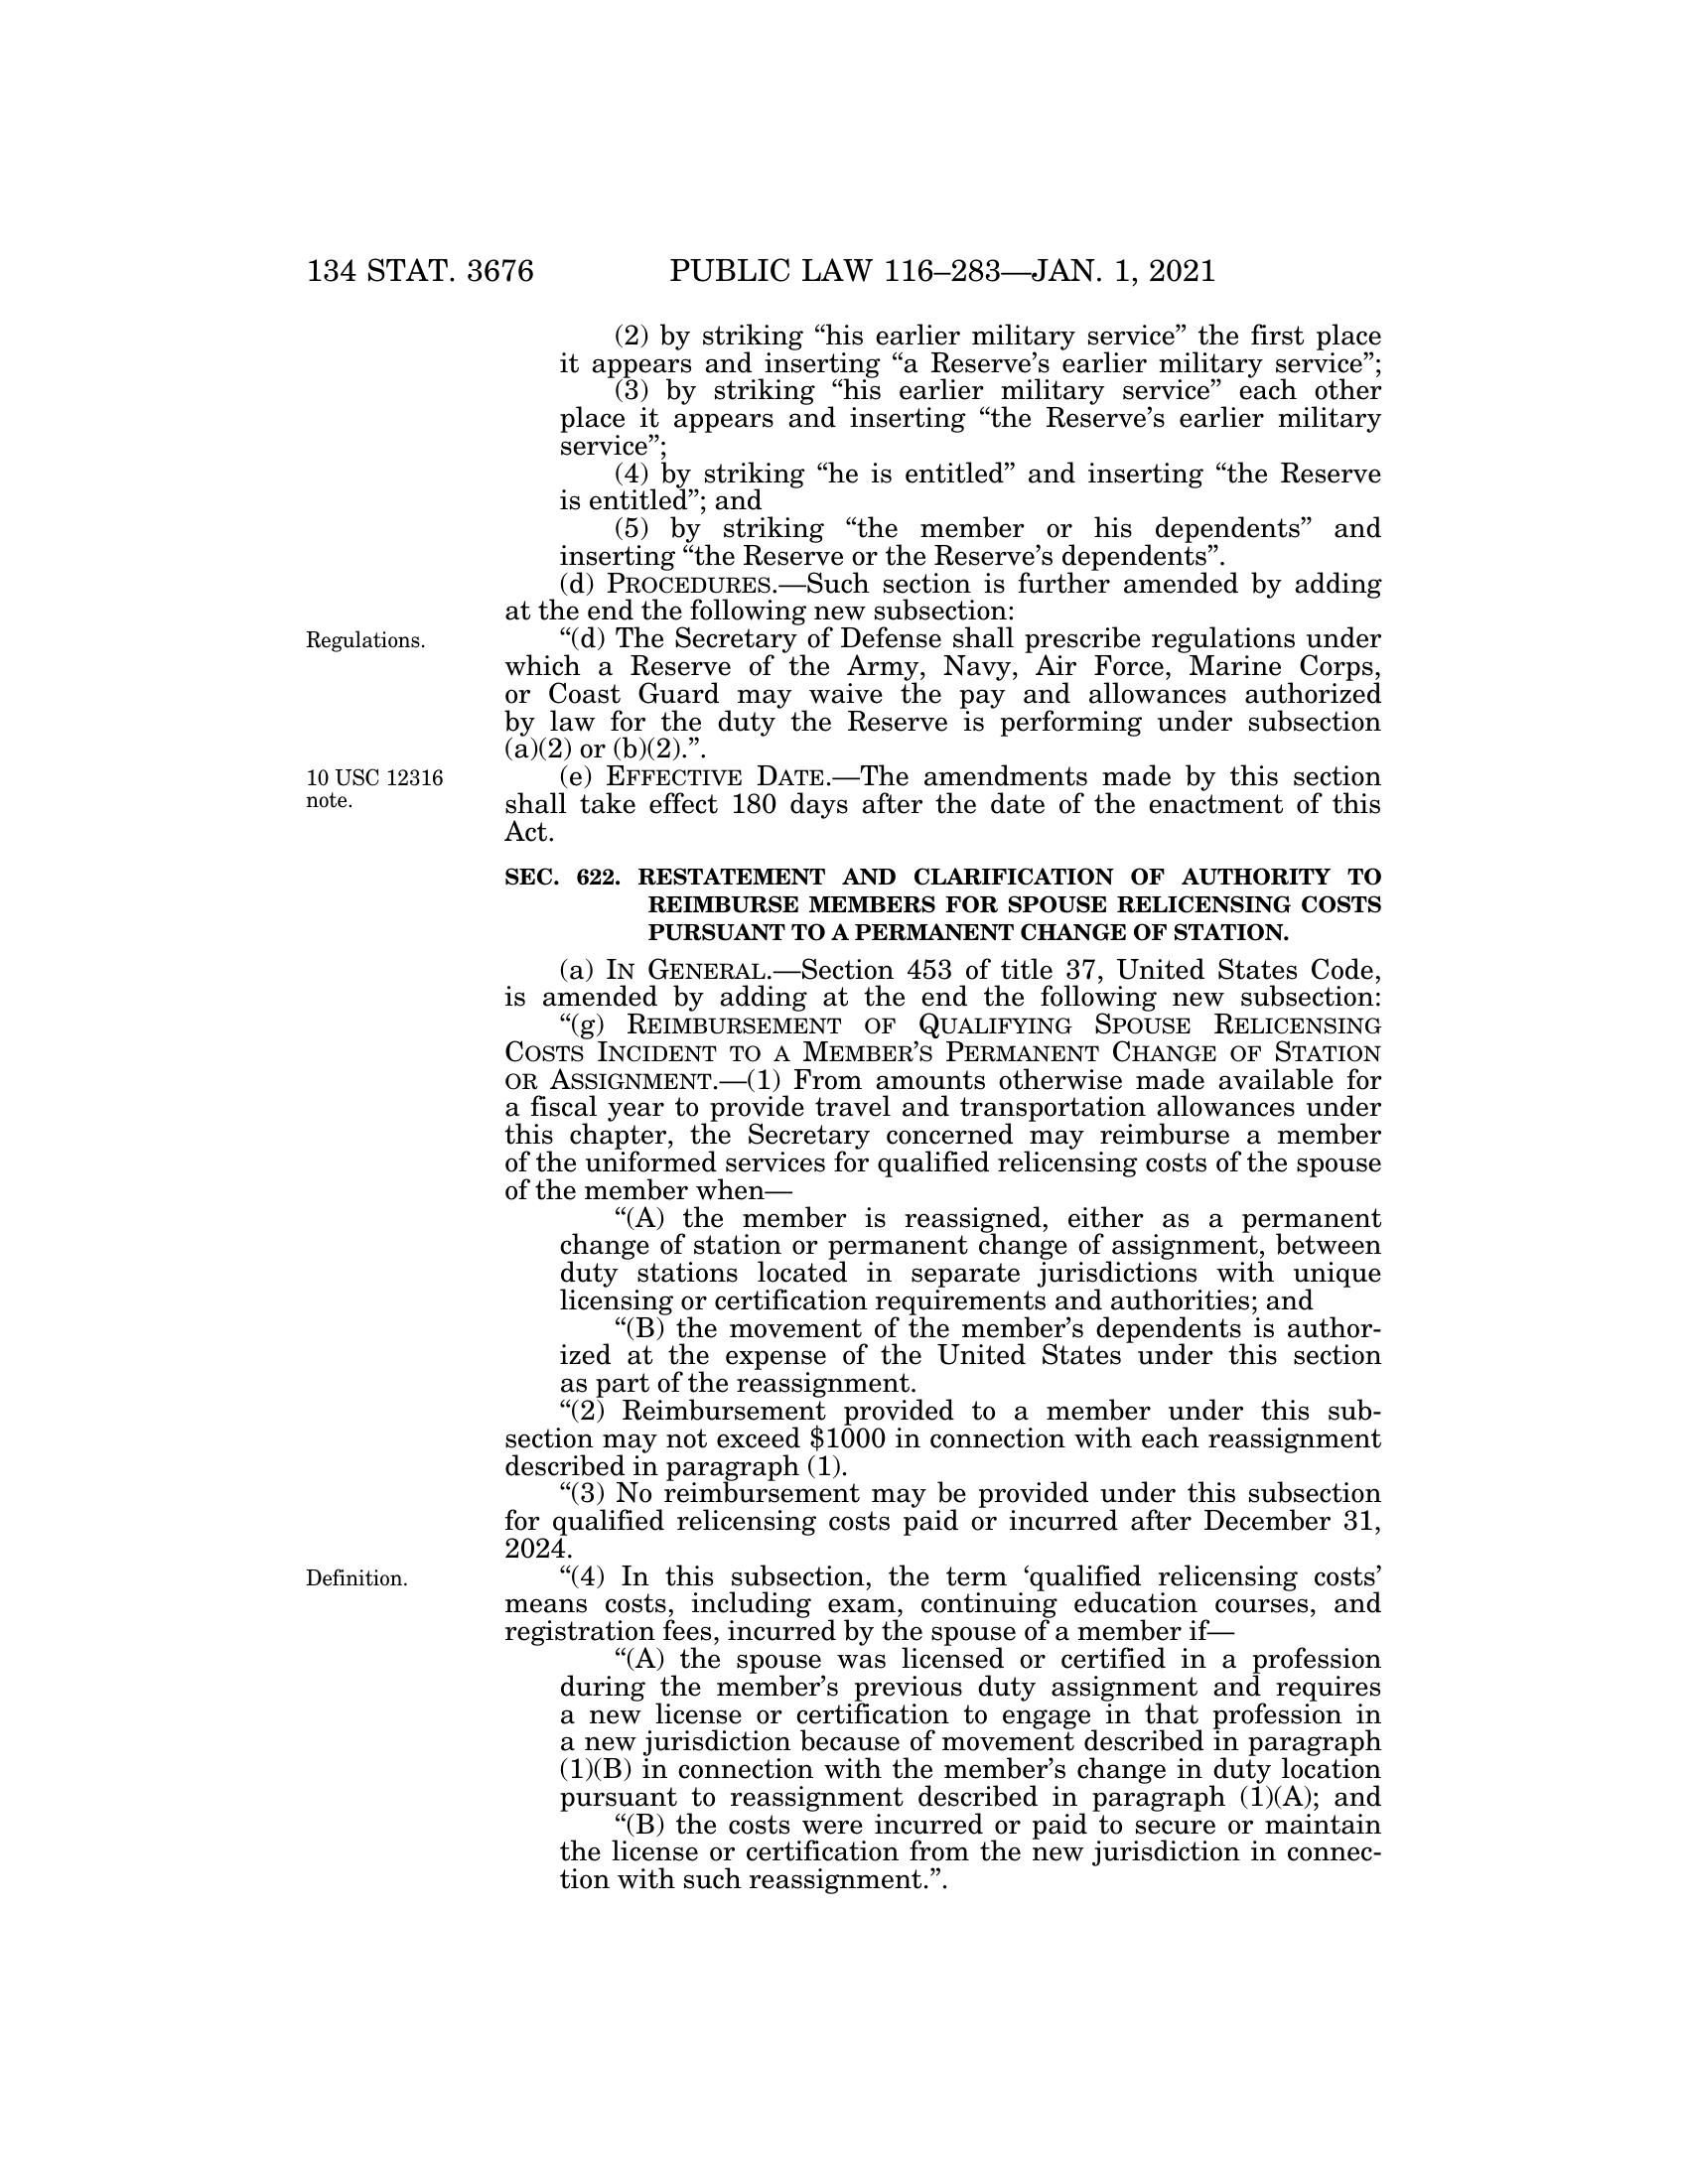 134 STAT. 3676 PUBLIC LAW 116–283—JAN. 1, 2021
(2) by striking “his earlier military service” the first place
it appears and inserting “a Reserve’s earlier military service”;
(3) by striking “his earlier military service” each other
place it appears and inserting “the Reserve’s earlier military
service”;
(4) by striking “he is entitled” and inserting “the Reserve
is entitled”; and
(5) by striking “the member or his dependents” and
inserting “the Reserve or the Reserve’s dependents”.
(d) PROCEDURES.—Such section is further amended by adding
at the end the following new subsection:
Regulations.
“(d) The Secretary of Defense shall prescribe regulations under
which a Reserve of the Army, Navy, Air Force, Marine Corps,
or Coast Guard may waive the pay and allowances authorized
by law for the duty the Reserve is performing under subsection
(a)(2) or (b)(2).”.
10 USC 12316
note.
(e) EFFECTIVE DATE.—The amendments made by this section
shall take effect 180 days after the date of the enactment of this
Act.
SEC. 622. RESTATEMENT AND CLARIFICATION OF AUTHORITY TO
REIMBURSE MEMBERS FOR SPOUSE RELICENSING COSTS
PURSUANT TO A PERMANENT CHANGE OF STATION.
(a) IN GENERAL.—Section 453 of title 37, United States Code,
is amended by adding at the end the following new subsection:
“(g) REIMBURSEMENT OF QUALIFYING SPOUSE RELICENSING
COSTS INCIDENT TO A MEMBER’S PERMANENT CHANGE OF STATION
OR ASSIGNMENT.—(1) From amounts otherwise made available for
a fiscal year to provide travel and transportation allowances under
this chapter, the Secretary concerned may reimburse a member
of the uniformed services for qualified relicensing costs of the spouse
of the member when—
“(A) the member is reassigned, either as a permanent
change of station or permanent change of assignment, between
duty stations located in separate jurisdictions with unique
licensing or certification requirements and authorities; and
“(B) the movement of the member’s dependents is author-
ized at the expense of the United States under this section
as part of the reassignment.
“(2) Reimbursement provided to a member under this sub-
section may not exceed $1000 in connection with each reassignment
described in paragraph (1).
“(3) No reimbursement may be provided under this subsection
for qualified relicensing costs paid or incurred after December 31,
2024.
Definition.
“(4) In this subsection, the term ‘qualified relicensing costs’
means costs, including exam, continuing education courses, and
registration fees, incurred by the spouse of a member if—
“(A) the spouse was licensed or certified in a profession
during the member’s previous duty assignment and requires
a new license or certification to engage in that profession in
a new jurisdiction because of movement described in paragraph
(1)(B) in connection with the member’s change in duty location
pursuant to reassignment described in paragraph (1)(A); and
“(B) the costs were incurred or paid to secure or maintain
the license or certification from the new jurisdiction in connec-
tion with such reassignment.”.